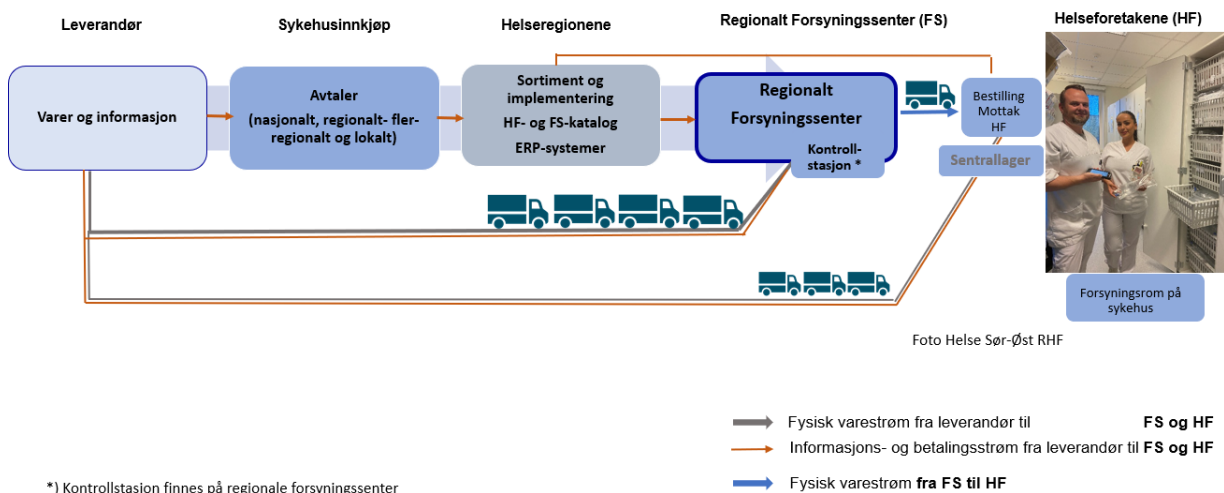 Leverandør
Sykehusinnkjøp
Helseregionene
Regionalt Forsyningssenter (FS)
Helseforetakene (HF)
Varer og informasjon
Avtaler
(nasjonalt, regionalt- fler-
regionalt og lokalt)
Sortiment og
implementering
HF- og FS-katalog
ERP-systemer
Regionalt
Forsyningssenter
Kontroll-
stasjon *
Bestilling
Mottak
HF
Sentrallager
Forsyningsrom på
sykehus
Foto Helse Sør-Øst RHF
Fysisk varestrøm fra leverandør til FS og HF
Informasjons- og betalingsstrøm fra leverandør til FS og HF
Fysisk varestrøm fra FS til HF
*) Kontrollstasjon finnes på regionale forsyningssenter